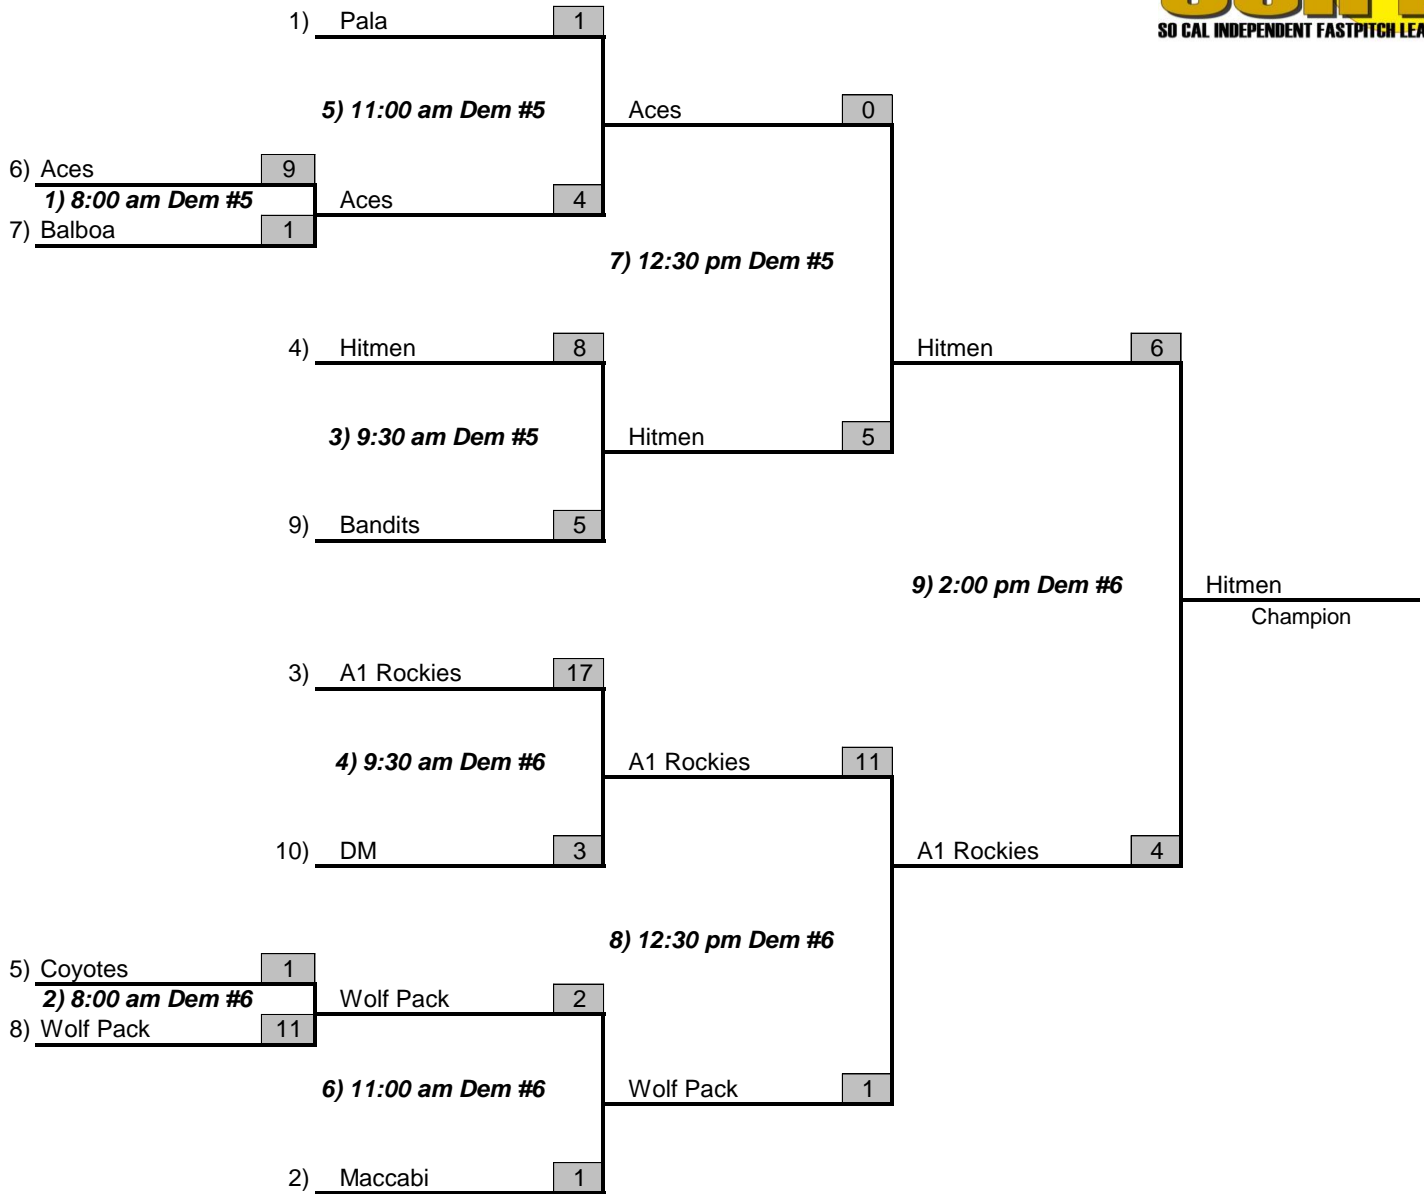 SO CAL INDEPENDENT FASTPITCH
1) Pala 1
5) 11:00 am Dem #5
Aces 0
6) Aces 9
1) 8:00 am Dem #5
Aces 4
7) Balboa 1
7) 12:30 pm Dem #5
4) Hitmen 8
Hitmen 6
3) 9:30 am Dem #5
Hitmen 5
9) Bandits 5
9) 2:00 pm Dem #6
Hitmen
Champion
3) A1 Rockies 17
4) 9:30 am Dem #6
A1 Rockies 11
10) DM 3
A1 Rockies 4
8) 12:30 pm Dem #6
5) Coyotes 1
2) 8:00 am Dem #6
Wolf Pack 2
8) Wolf Pack 11
6) 11:00 am Dem #6
Wolf Pack 1
2) Maccabi 1